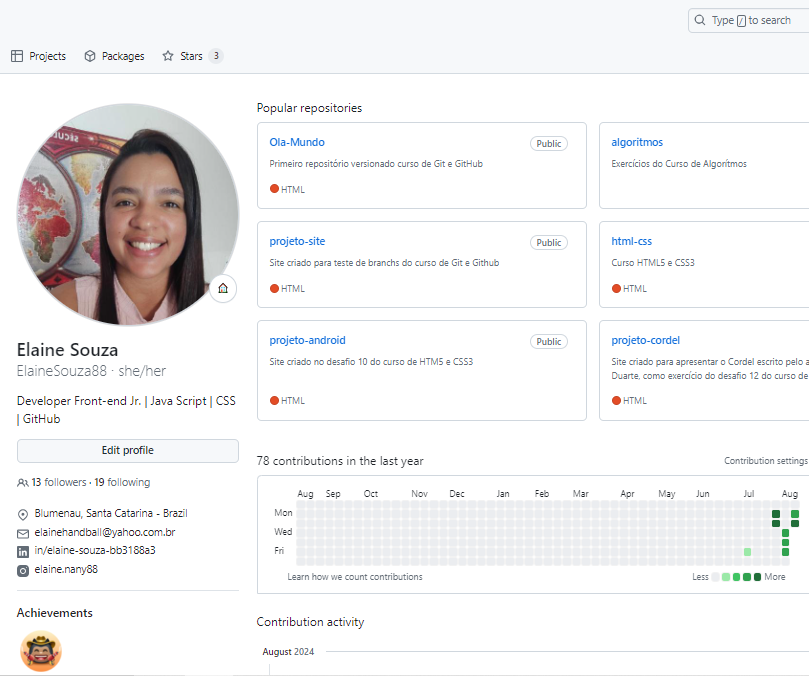 Type / to search
Projects
Packages
Stars 3
SÉCUL
Popular repositories
Ola-Mundo
Public
Primeiro repositório versionado curso de Git e GitHub
HTML
algoritmos
Exercícios do Curso de Algorítmos
projeto-site
Public
Site criado para teste de branchs do curso de Git e Github
HTML
html-css
Curso HTML5 e CSS3
HTML
projeto-android
Public
Site criado no desafio 10 do curso de HTM5 e CSS3
HTML
projeto-cordel
Site criado para apresentar o Cordel escrito pelo a
Duarte, como exercício do desafio 12 do curso de
HTML
Elaine Souza
ElaineSouza88 · she/her
Developer Front-end Jr. | Java Script | CSS
| GitHub
Edit profile
13 followers · 19 following
Blumenau, Santa Catarina - Brazil
elainehandball@yahoo.com.br
in/elaine-souza-bb3188a3
elaine.nany88
Achievements
78 contributions in the last year
Contribution settings
Aug Sep Oct Nov Dec Jan Feb Mar Apr May Jun Jul Aug
Mon
Wed
Fri
Learn how we count contributions
Less More
Contribution activity
August 2024